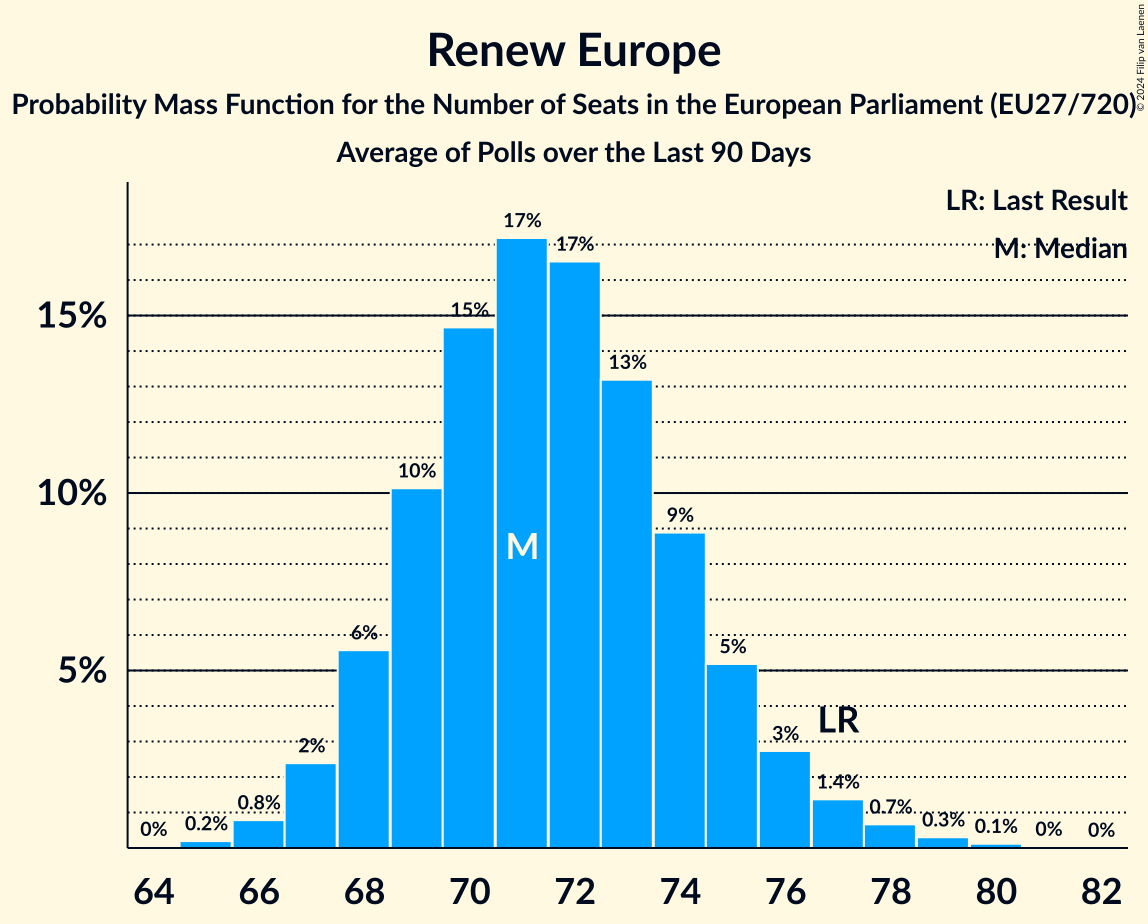 Renew Europe
Probability Mass Function for the Number of Seats in the European Parliament (EU27/720)
Average of Polls over the Last 90 Days
© 2024 Filip van Laenen
LR: Last Result
M: Median
15%
10%
5%
0%
0.2%
0.8%
2%
6%
10%
15%
17%
17%
13%
9%
5%
3%
1.4%
0.7%
0.3%
0.1%
0%
0%
M
LR
64 66 68 70 72 74 76 78 80 82